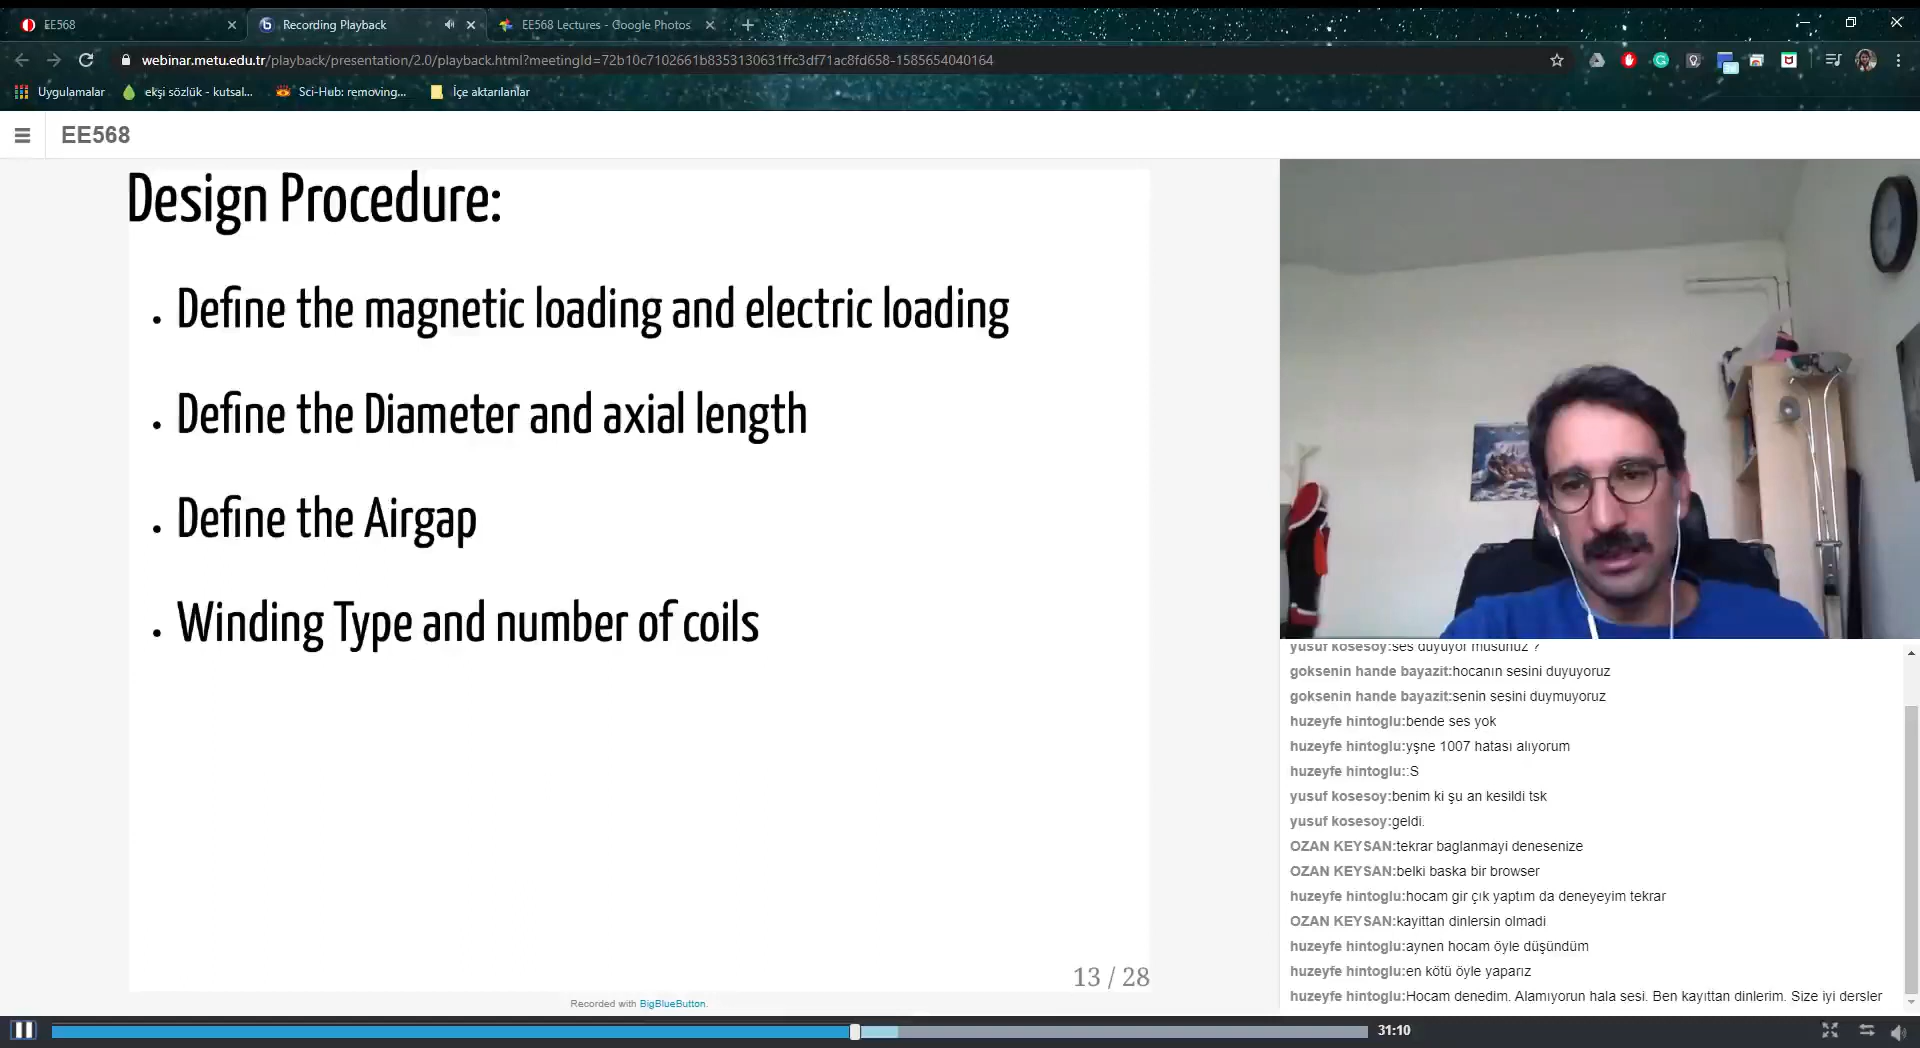 EE568
Recording Playback
EE568 Lectures - Google Photos
webinar.metu.edu.tr/playback/presentation/2.0/playback.html?meetingId=72b10c7102661b8353130631ffc3df71ac8fd658-1585654040164
Uygulamalar
ekşi sözlük - kutsal...
Sci-Hub: removing...
İçe aktarılanlar
EE568
Design Procedure:
• Define the magnetic loading and electric loading
• Define the Diameter and axial length
• Define the Airgap
• Winding Type and number of coils
13 / 28
Recorded with BigBlueButton.
yusuf kosesoy:ses duyuyor musunuz ?
goksenin hande bayazit:hocanın sesini duyuyoruz
goksenin hande bayazit:senin sesini duymuyoruz
huzeyfe hintoglu:bende ses yok
huzeyfe hintoglu:yşne 1007 hatası alıyorum
huzeyfe hintoglu::S
yusuf kosesoy:benim ki şu an kesildi tsk
yusuf kosesoy:geldi.
OZAN KEYSAN:tekrar baglanmayi denesenize
OZAN KEYSAN:belki baska bir browser
huzeyfe hintoglu:hocam gir çık yaptım da deneyeyim tekrar
OZAN KEYSAN:kayittan dinlersin olmadi
huzeyfe hintoglu:aynen hocam öyle düşündüm
huzeyfe hintoglu:en kötü öyle yaparız
huzeyfe hintoglu:Hocam denedim. Alamıyorun hala sesi. Ben kayıttan dinlerim. Size iyi dersler
31:10